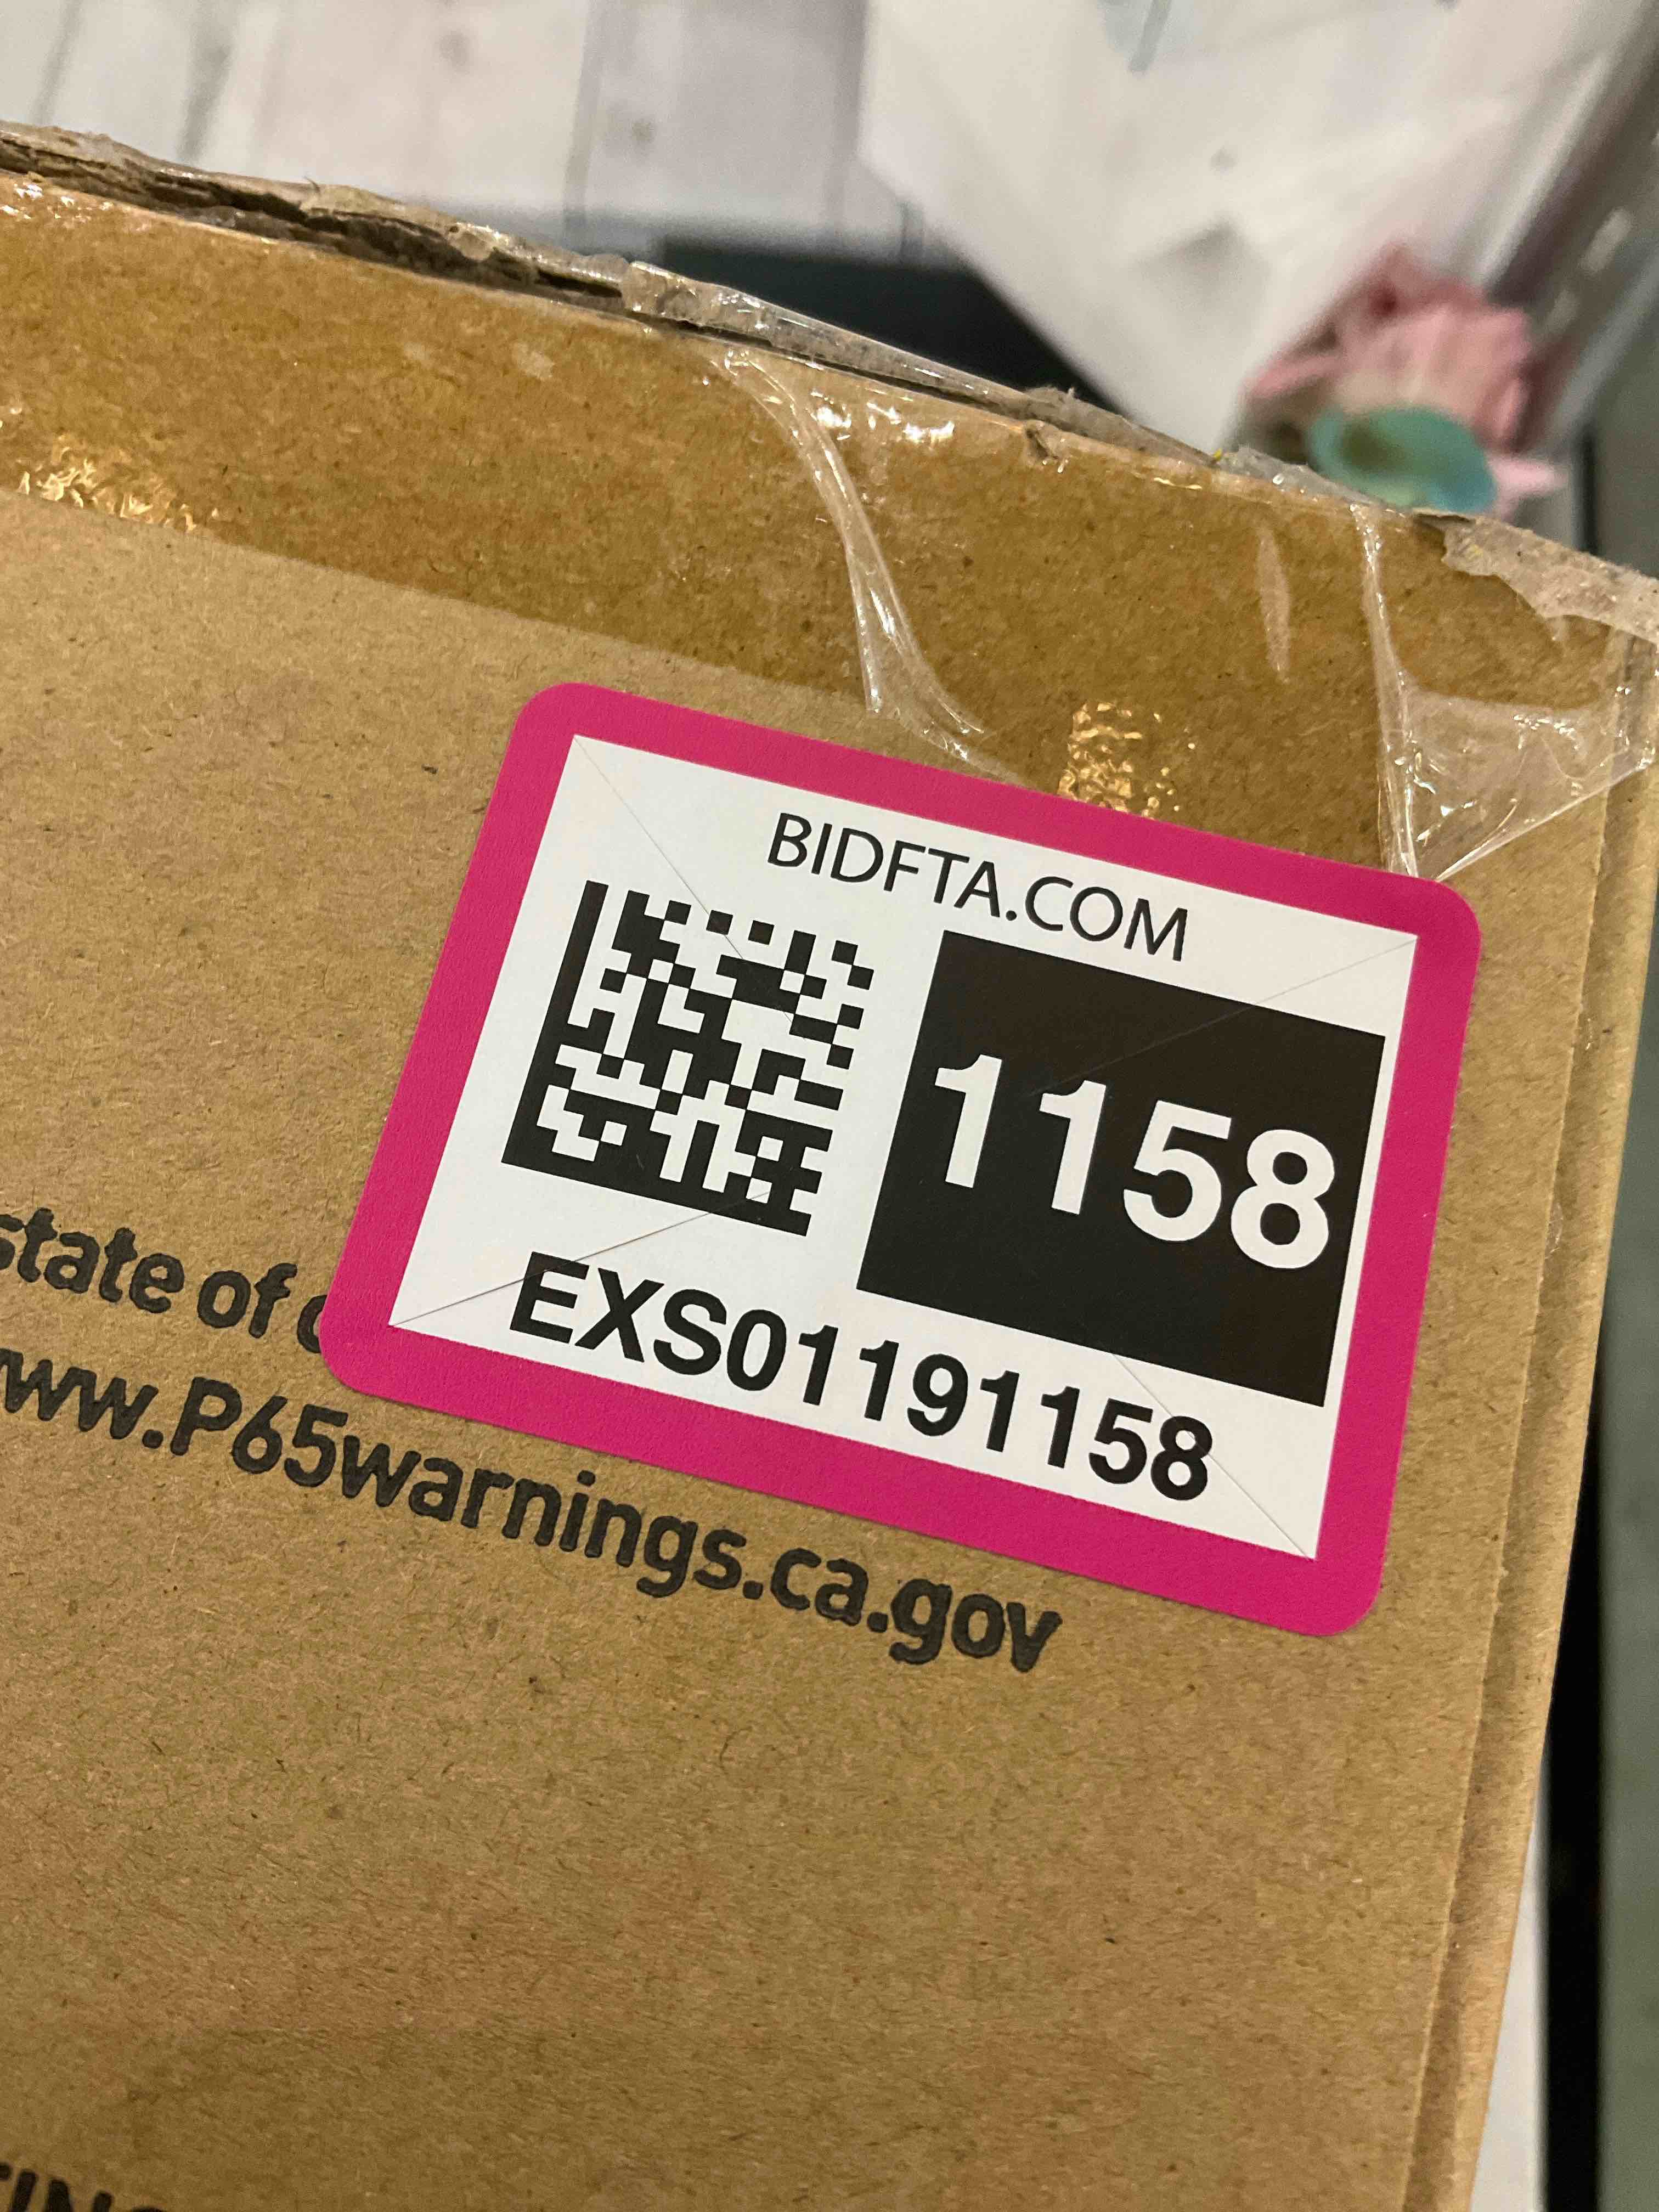 BIDFTA.COM
1158
EXS01191158
state of
www.P65warnings.ca.gov